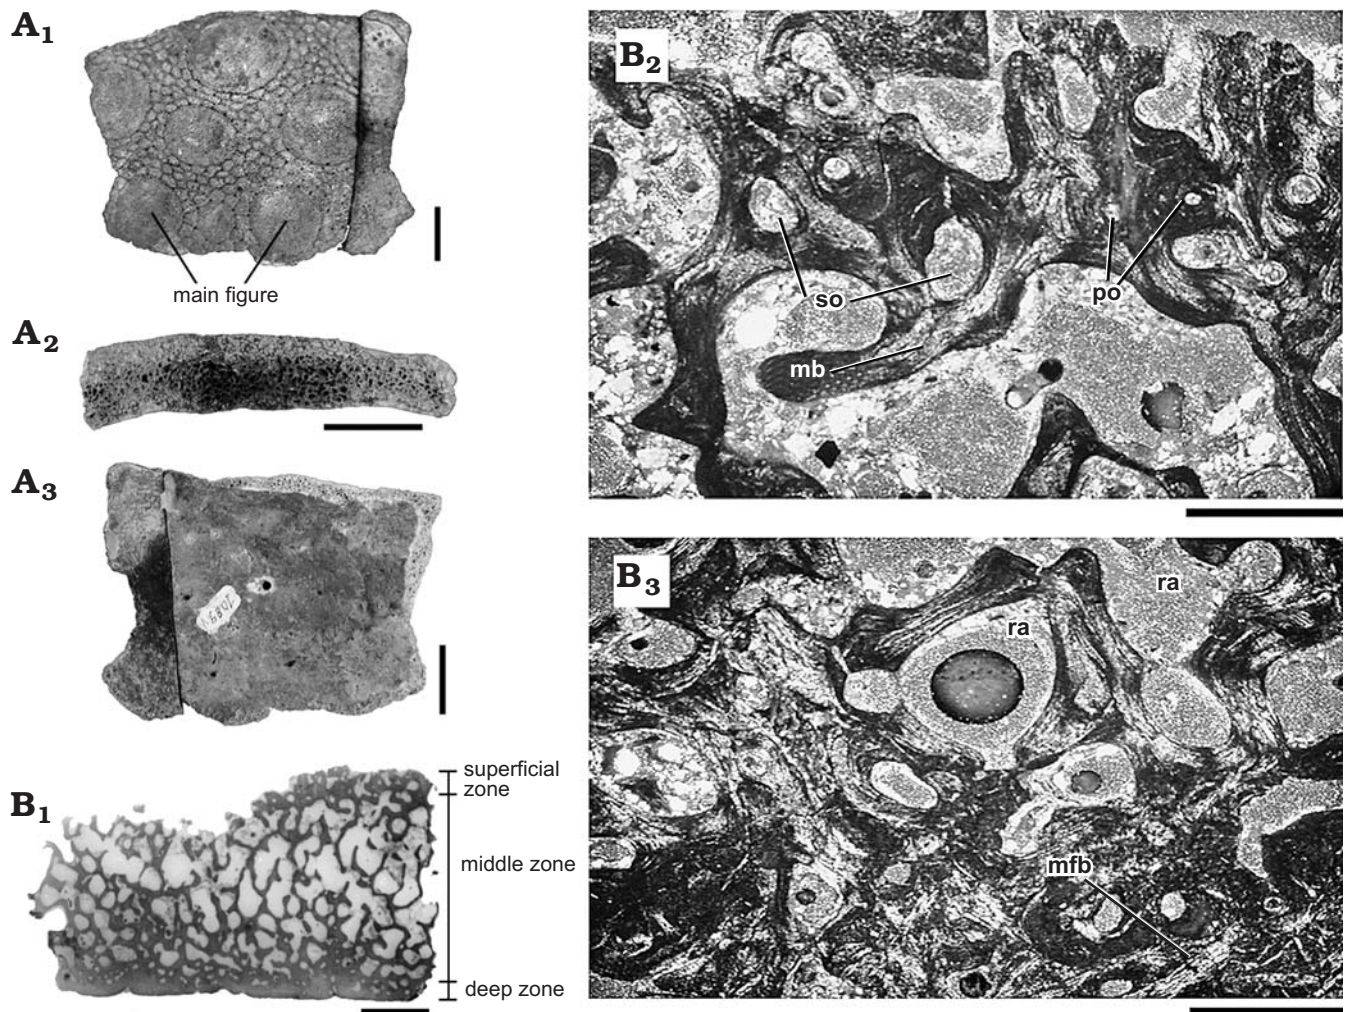 A1
main figure
A2
A3
1089
B1
superficial
zone
middle zone
deep zone
B2
so
po
mb
B3
ra
ra
mfb